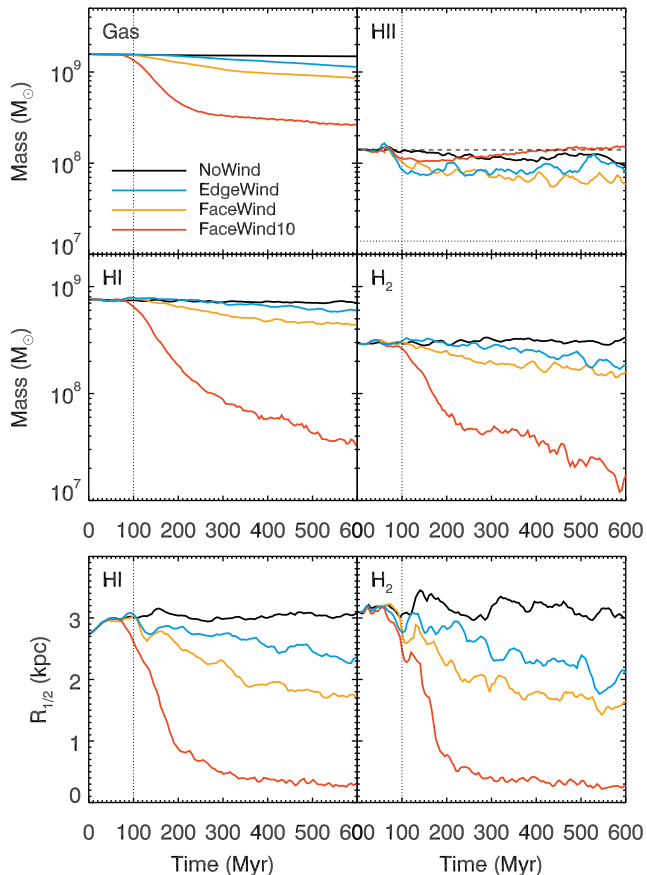 Gas
HII
10⁹
10⁸
10⁷
Mass (M☉)
NoWind
EdgeWind
FaceWind
FaceWind10
HI
H₂
10⁹
10⁸
10⁷
Mass (M☉)
0 100 200 300 400 500 600 100 200 300 400 500 600
HI
H₂
3
2
1
0
R₁/₂ (kpc)
0 100 200 300 400 500 600 100 200 300 400 500 600
Time (Myr) Time (Myr)